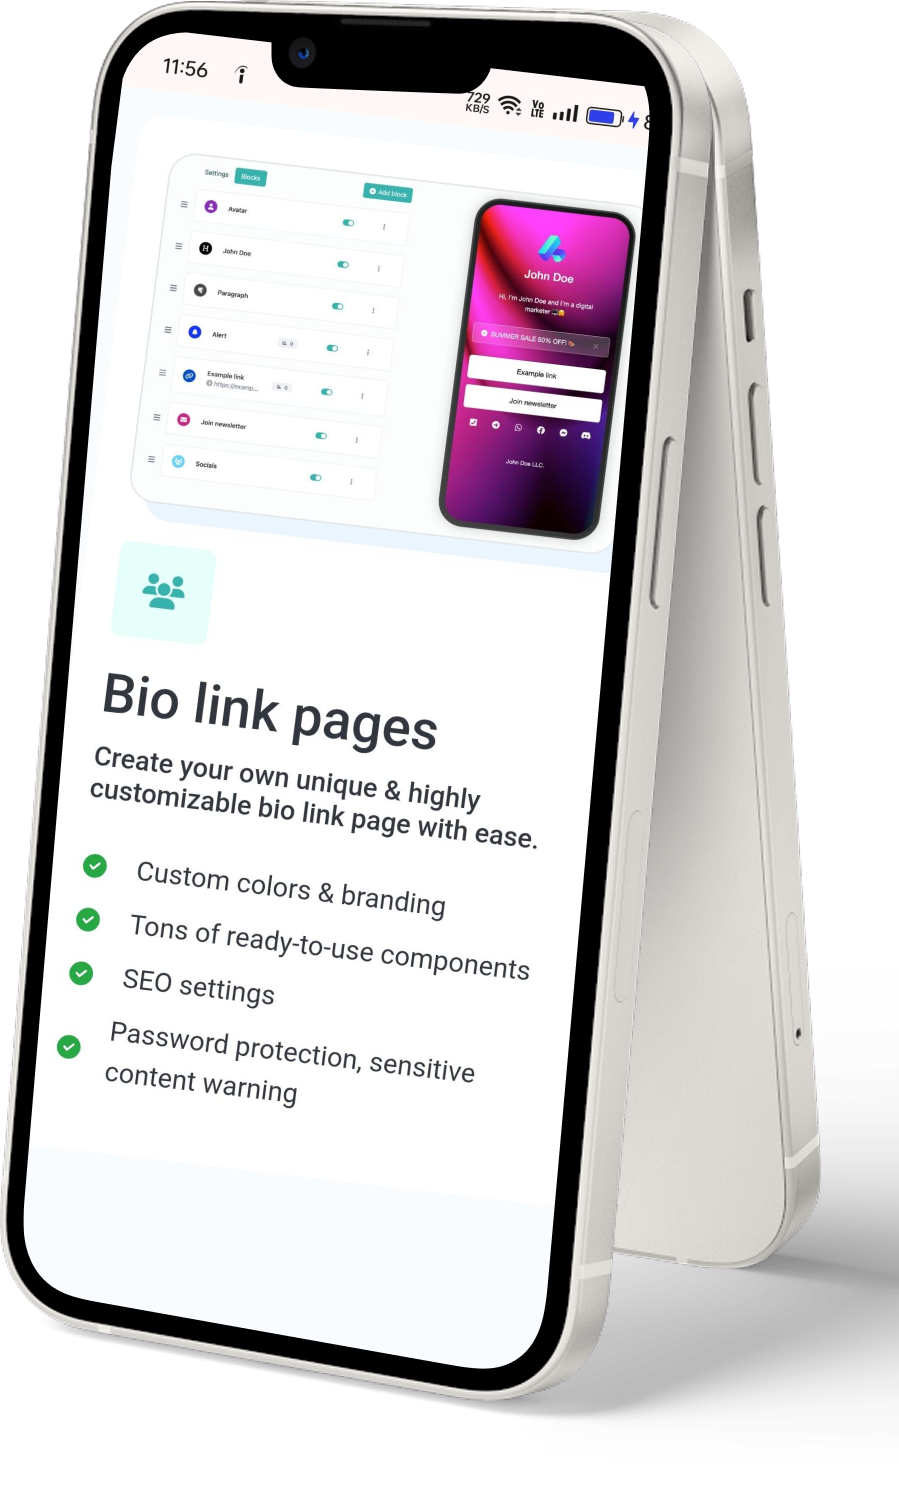 11:56
729
KB/S
Vo
LTE
Settings
Blocks
Add block
Avatar
John Doe
Paragraph
Alert
0
Example link
https://examp...
0
Join newsletter
Socials
John Doe
Hi, I'm John Doe and I'm a digital
marketer
SUMMER SALE 50% OFF!
Example link
Join newsletter
John Doe LLC.
Bio link pages
Create your own unique & highly
customizable bio link page with ease.
Custom colors & branding
Tons of ready-to-use components
SEO settings
Password protection, sensitive
content warning